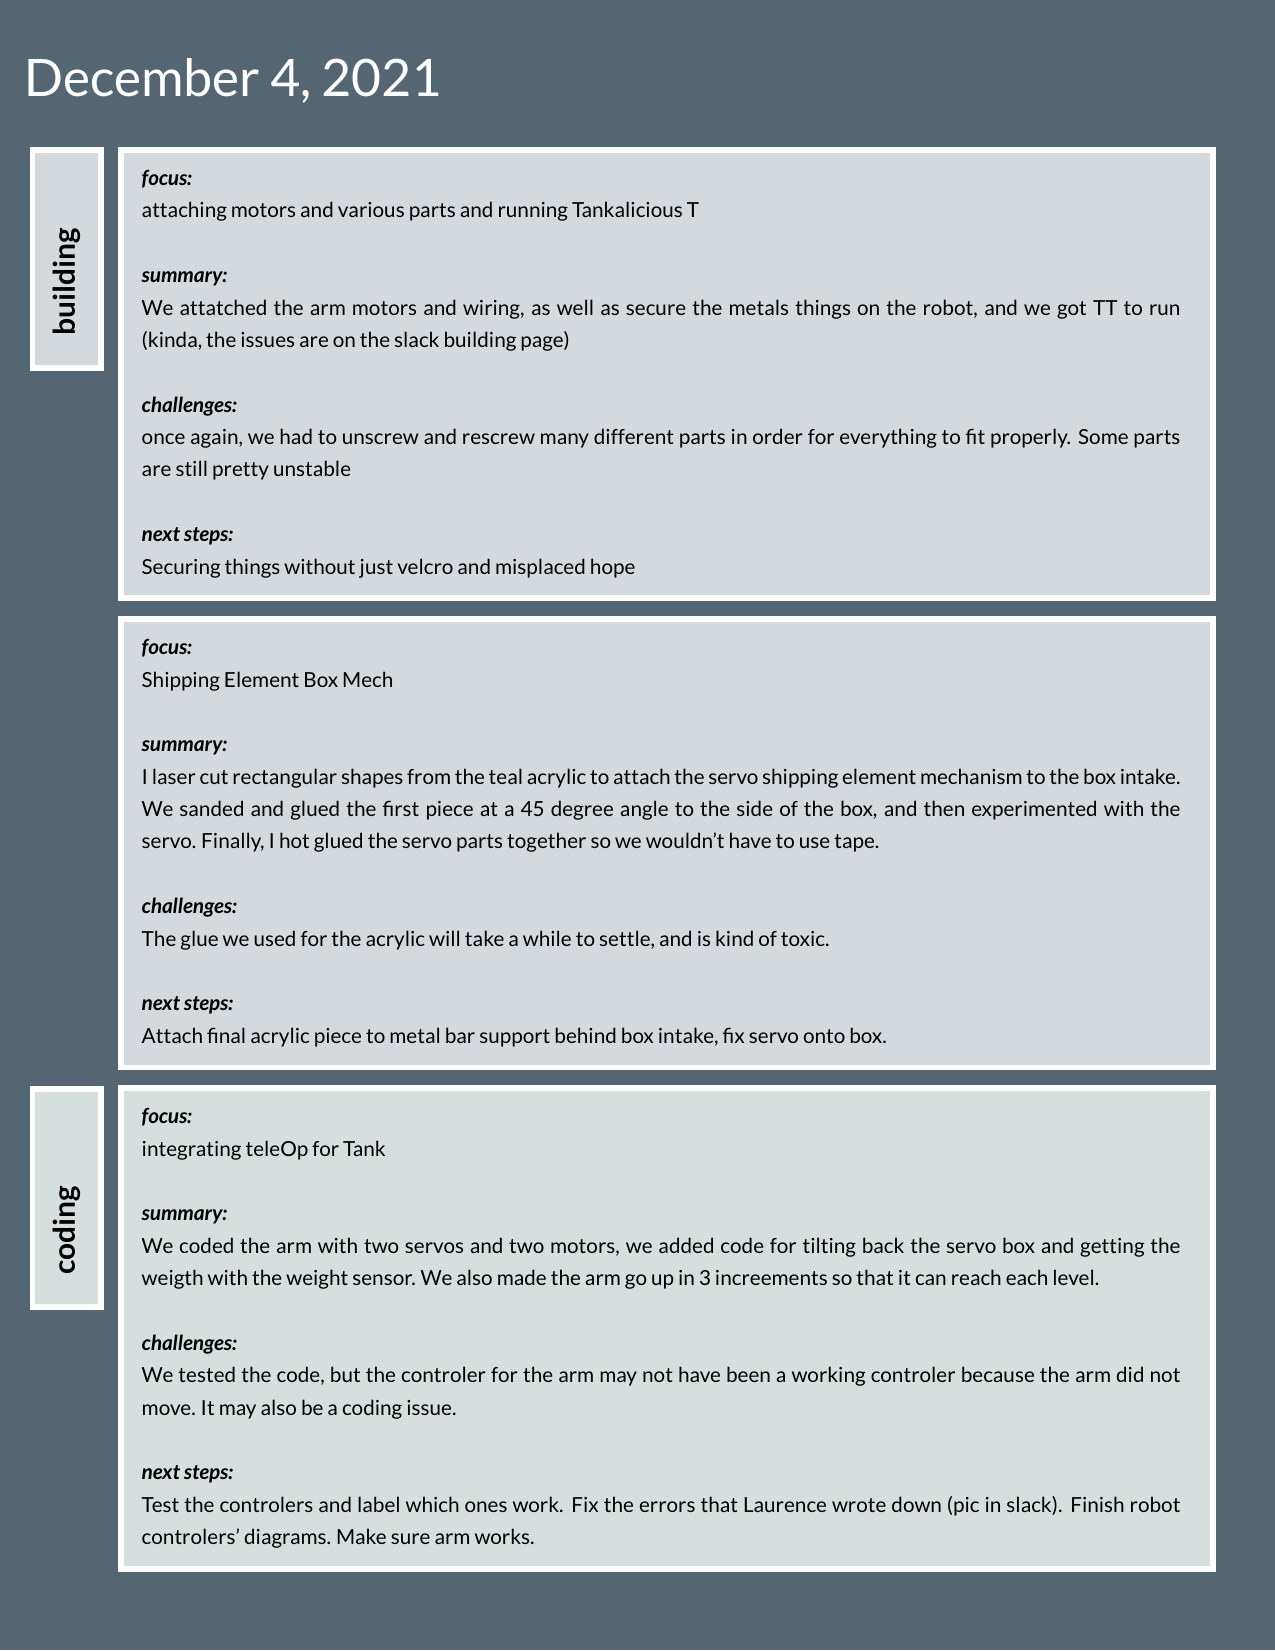 December 4, 2021
building
focus:
attaching motors and various parts and running Tankalicious T
summary:
We attatched the arm motors and wiring, as well as secure the metals things on the robot, and we got TT to run
(kinda, the issues are on the slack building page)
challenges:
once again, we had to unscrew and rescrew many different parts in order for everything to fit properly. Some parts
are still pretty unstable
next steps:
Securing things without just velcro and misplaced hope
focus:
Shipping Element Box Mech
summary:
I laser cut rectangular shapes from the teal acrylic to attach the servo shipping element mechanism to the box intake.
We sanded and glued the first piece at a 45 degree angle to the side of the box, and then experimented with the
servo. Finally, I hot glued the servo parts together so we wouldn’t have to use tape.
challenges:
The glue we used for the acrylic will take a while to settle, and is kind of toxic.
next steps:
Attach final acrylic piece to metal bar support behind box intake, fix servo onto box.
coding
focus:
integrating teleOp for Tank
summary:
We coded the arm with two servos and two motors, we added code for tilting back the servo box and getting the
weigth with the weight sensor. We also made the arm go up in 3 increements so that it can reach each level.
challenges:
We tested the code, but the controler for the arm may not have been a working controler because the arm did not
move. It may also be a coding issue.
next steps:
Test the controlers and label which ones work. Fix the errors that Laurence wrote down (pic in slack). Finish robot
controlers’ diagrams. Make sure arm works.